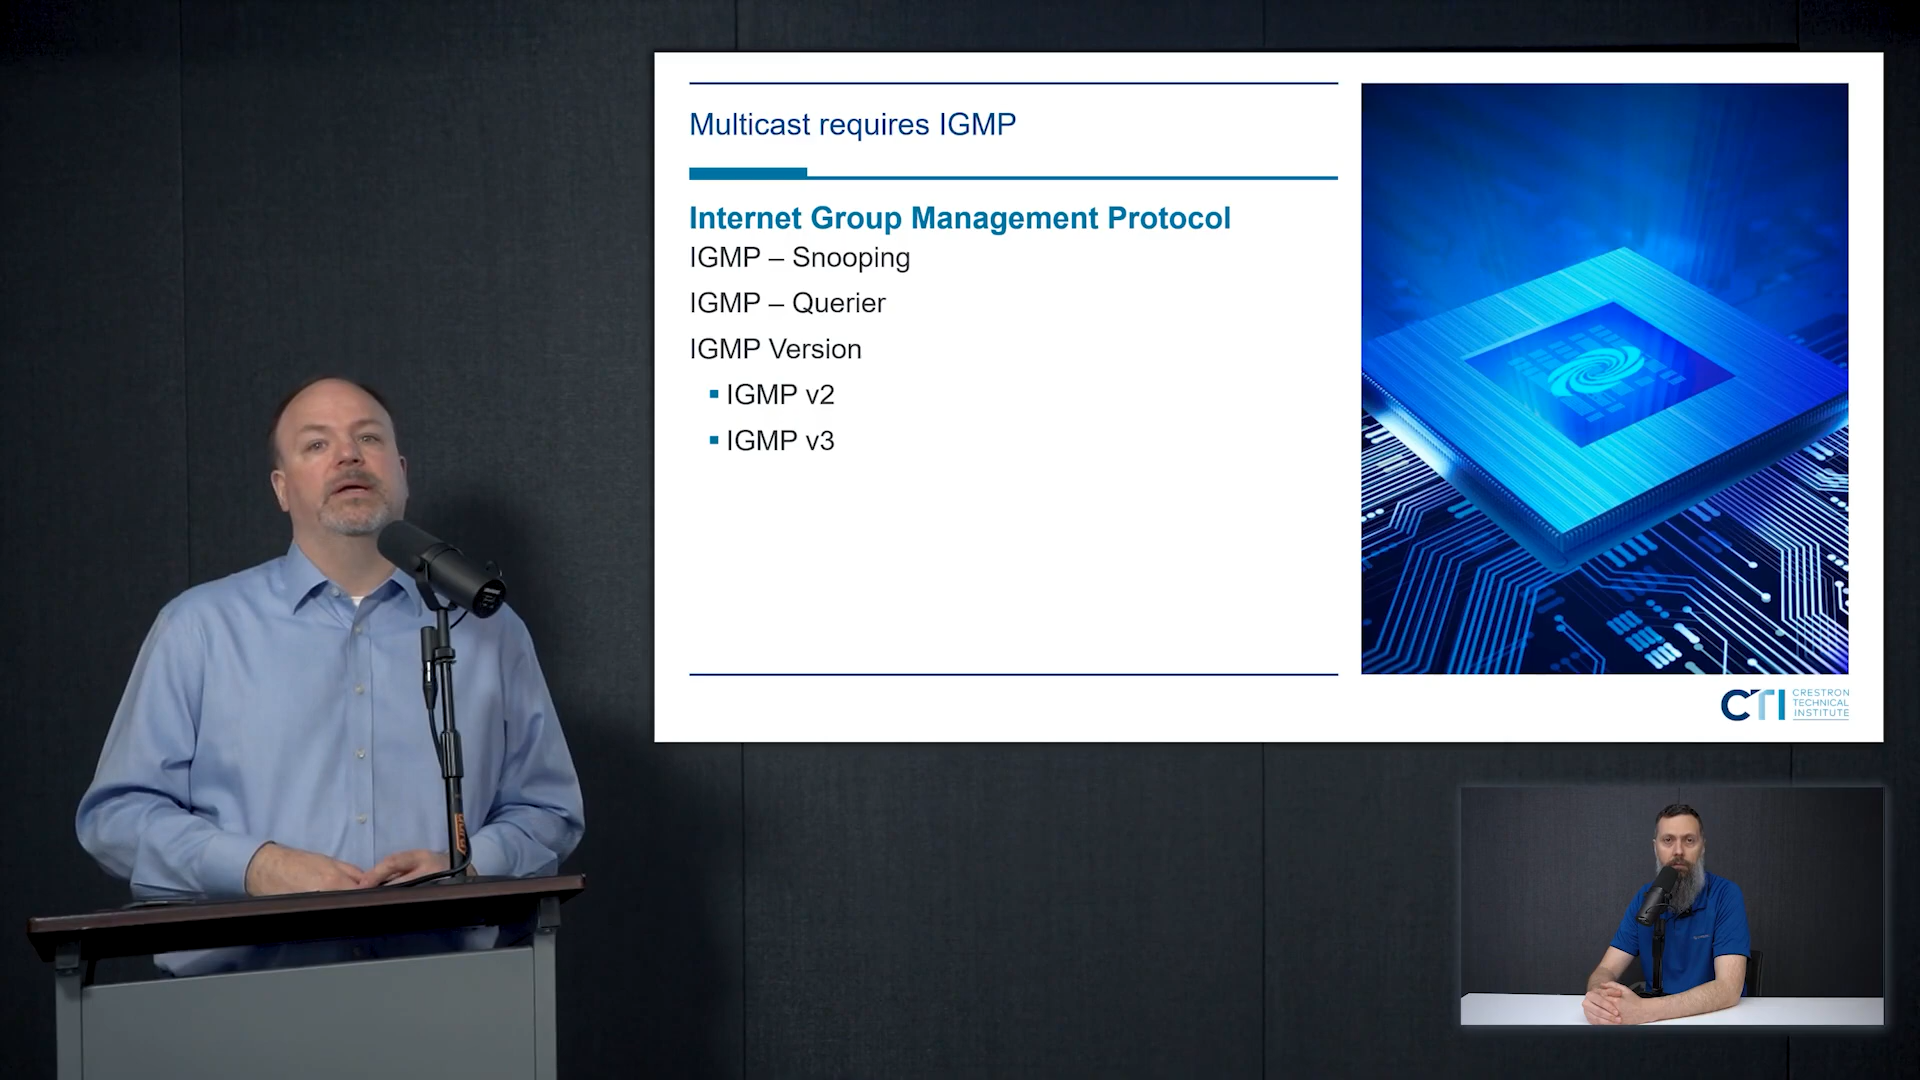 Multicast requires IGMP
Internet Group Management Protocol
IGMP – Snooping
IGMP – Querier
IGMP Version
▪ IGMP v2
▪ IGMP v3
CTI
CRESTRON
TECHNICAL
INSTITUTE